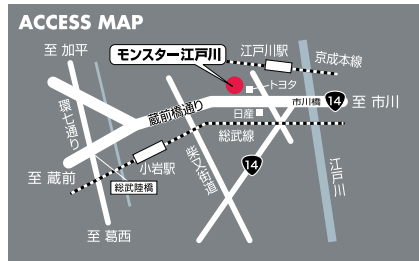 ACCESS MAP
至 加平
モンスター江戸川
江戸川駅
京成本線
トヨタ
環七通り
蔵前橋通り
市川橋
14
至 市川
日産
総武線
小岩駅
柴又街道
至 蔵前
総武陸橋
14
江戸川
至 葛西